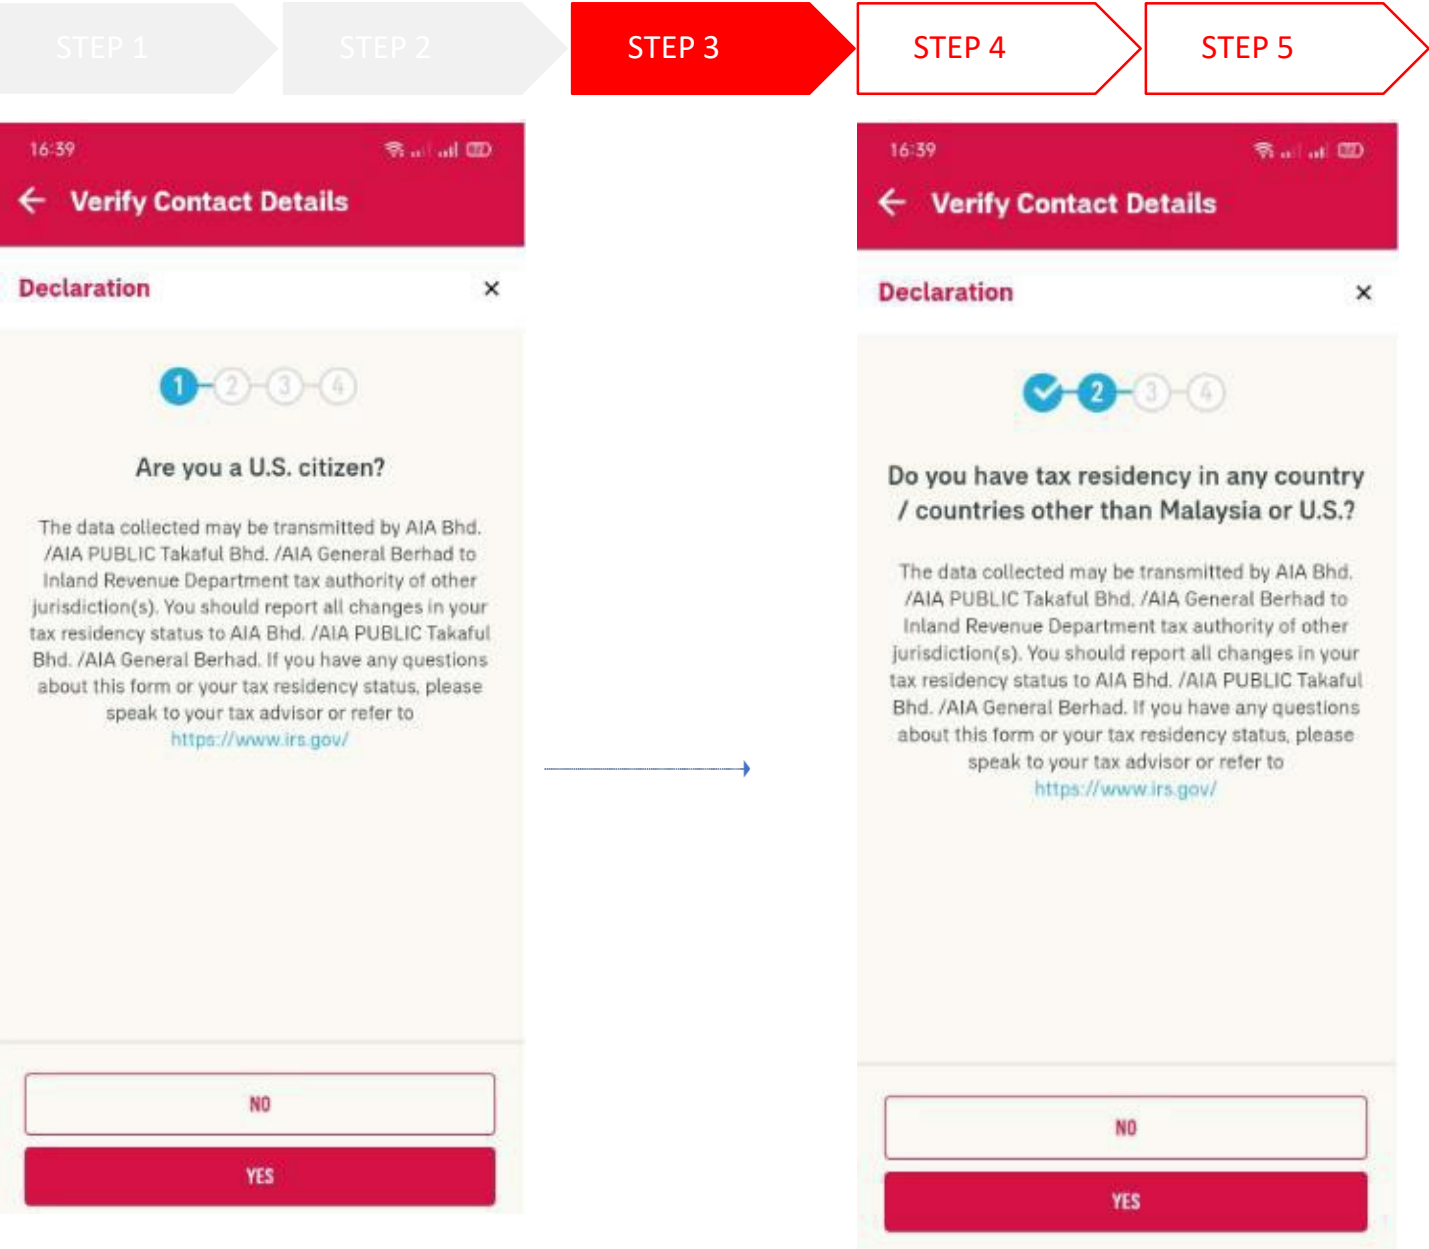 STEP 1
STEP 2
STEP 3
STEP 4
STEP 5
16:39
Verify Contact Details
Declaration
1
2
3
4
Are you a U.S. citizen?
The data collected may be transmitted by AIA Bhd.
/AIA PUBLIC Takaful Bhd. /AIA General Berhad to
Inland Revenue Department tax authority of other
jurisdiction(s). You should report all changes in your
tax residency status to AIA Bhd. /AIA PUBLIC Takaful
Bhd. /AIA General Berhad. If you have any questions
about this form or your tax residency status, please
speak to your tax advisor or refer to
https://www.irs.gov/
NO
YES
16:39
Verify Contact Details
Declaration
2
3
4
Do you have tax residency in any country
/ countries other than Malaysia or U.S.?
The data collected may be transmitted by AIA Bhd.
/AIA PUBLIC Takaful Bhd. /AIA General Berhad to
Inland Revenue Department tax authority of other
jurisdiction(s). You should report all changes in your
tax residency status to AIA Bhd. /AIA PUBLIC Takaful
Bhd. /AIA General Berhad. If you have any questions
about this form or your tax residency status, please
speak to your tax advisor or refer to
https://www.irs.gov/
NO
YES